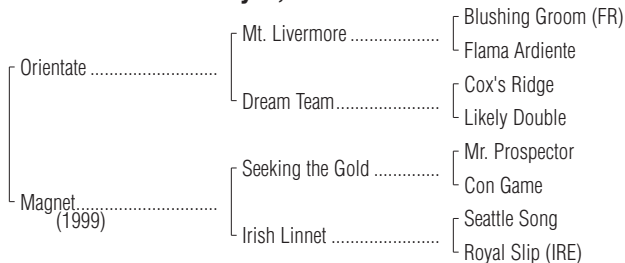 Blushing Groom (FR)
Mt. Livermore ........................
Flama Ardiente
Orientate .............................
Cox's Ridge
Dream Team........................
Likely Double
Mr. Prospector
Seeking the Gold ...............
Con Game
Magnet................................
(1999)
Seattle Song
Irish Linnet .........................
Royal Slip (IRE)